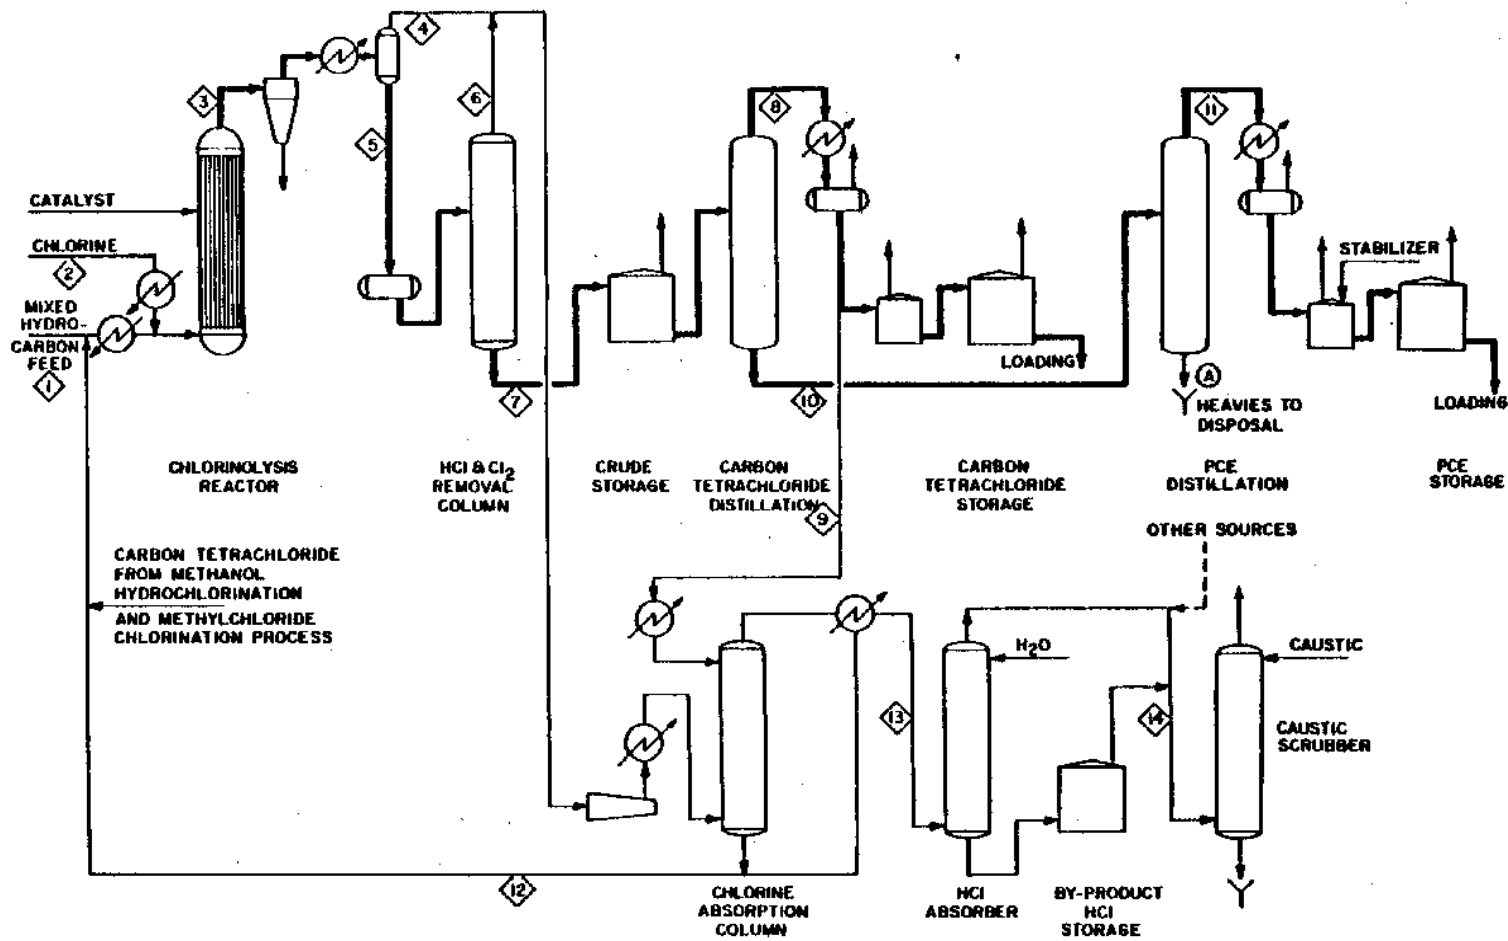 4
3
6
5
8
11
CATALYST
CHLORINE
2
MIXED
HYDRO-
CARBON
FEED
1
STABILIZER
LOADING
7
10
A
HEAVIES TO
DISPOSAL
LOADING
CHLORINOLYSIS
REACTOR
HCl & Cl2
REMOVAL
COLUMN
CRUDE
STORAGE
CARBON
TETRACHLORIDE
DISTILLATION
CARBON
TETRACHLORIDE
STORAGE
PCE
DISTILLATION
PCE
STORAGE
9
OTHER SOURCES
CARBON TETRACHLORIDE
FROM METHANOL
HYDROCHLORINATION
AND METHYLCHLORIDE
CHLORINATION PROCESS
H2O
CAUSTIC
13
14
CAUSTIC
SCRUBBER
12
CHLORINE
ABSORPTION
COLUMN
HCl
ABSORBER
BY-PRODUCT
HCl
STORAGE